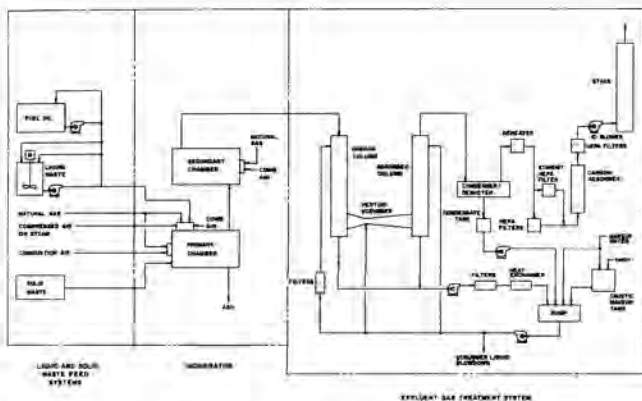 FUEL OIL
LIQUID
WASTE
NATURAL GAS
COMPRESSED AIR
OR STEAM
COMBUSTION AIR
SOLID
WASTE
LIQUID AND SOLID
WASTE FEED
SYSTEMS
SECONDARY
CHAMBER
NATURAL
GAS
COMB.
AIR
COMB.
AIR
PRIMARY
CHAMBER
ASH
INCINERATOR
QUENCH
COLUMN
ABSORBER
COLUMN
VENTURI
SCRUBBER
FILTERS
CONDENSER/
DEMISTER
CONDENSATE
TANK
REHEATER
HEPA
FILTERS
STANDBY
HEPA
FILTER
CARBON
ADSORBER
HEPA FILTERS
ID BLOWER
STACK
FILTERS
HEAT
EXCHANGER
SUMP
MAKEUP
WATER
CAUSTIC
MAKEUP
TANK
SCRUBBER LIQUID
BLOWDOWN
EFFLUENT GAS TREATMENT SYSTEM